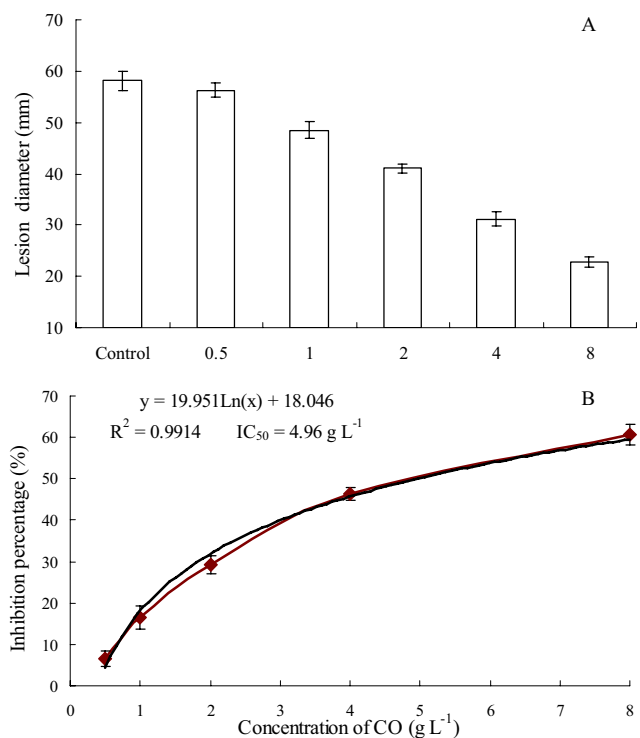 A
Lesion diameter (mm)
70
60
50
40
30
20
10
Control 0.5 1 2 4 8
B
y = 19.951Ln(x) + 18.046
R² = 0.9914 IC₅₀ = 4.96 g L⁻¹
Inhibition percentage (%)
70
60
50
40
30
20
10
0
0 1 2 3 4 5 6 7 8
Concentration of CO (g L⁻¹)